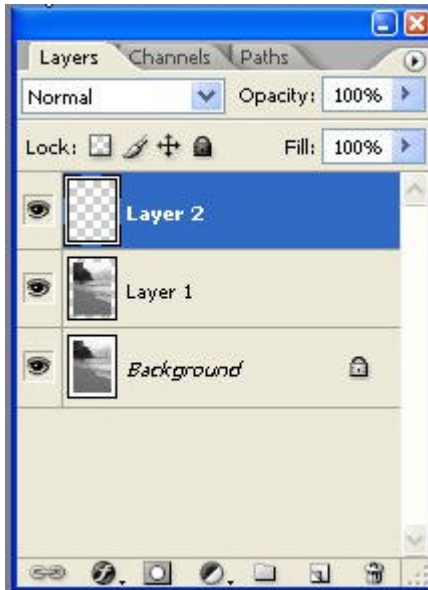 Layers Channels Paths
Normal Opacity: 100%
Lock: Fill: 100%
Layer 2
Layer 1
Background